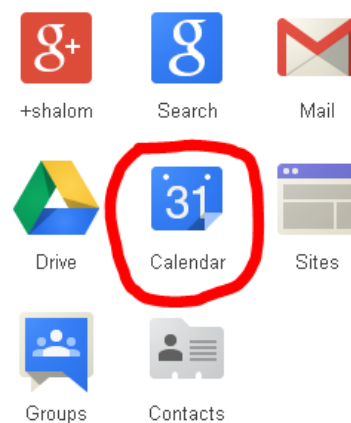 g+
g
+shalom
Search
Mail
31
Drive
Calendar
Sites
Groups
Contacts